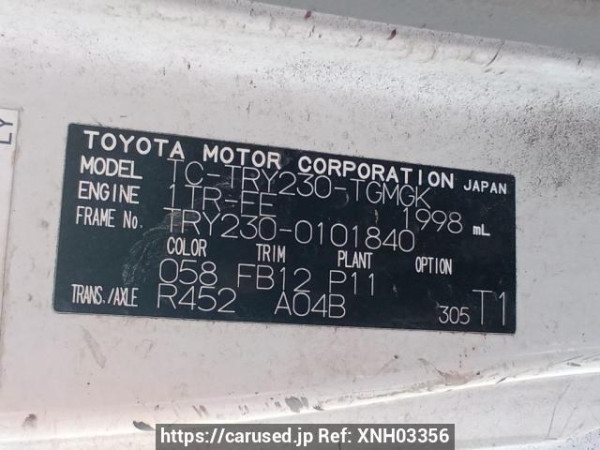 LY
TOYOTA MOTOR CORPORATION JAPAN
MODEL TC-TRY230-TGMGK
ENGINE 1TR-FE 1998 mL
FRAME No. TRY230-0101840
COLOR TRIM PLANT OPTION
058 FB12 P11
TRANS./AXLE R452 A04B 305 T1
https://carused.jp Ref: XNH03356